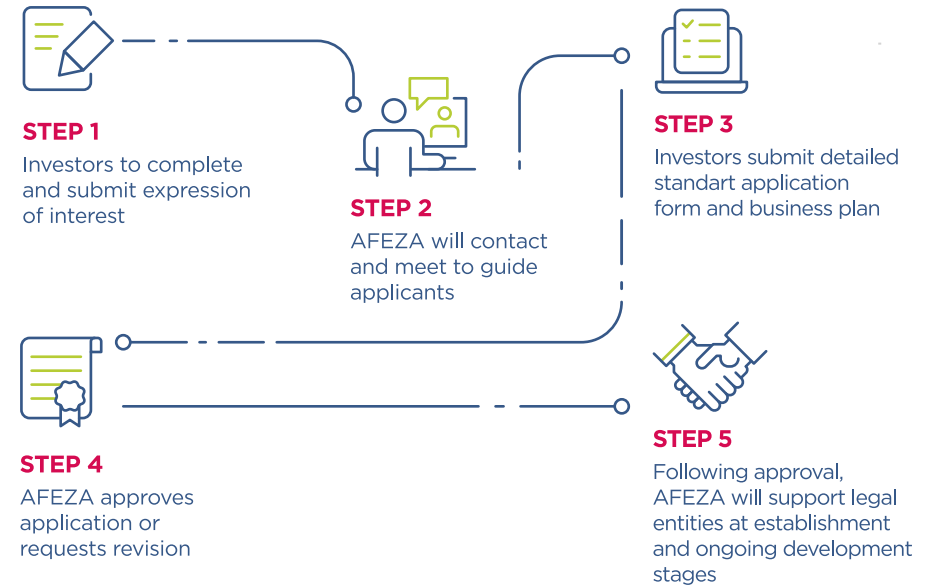 STEP 1
Investors to complete
and submit expression
of interest
STEP 2
AFEZA will contact
and meet to guide
applicants
STEP 3
Investors submit detailed
standart application
form and business plan
STEP 4
AFEZA approves
application or
requests revision
STEP 5
Following approval,
AFEZA will support legal
entities at establishment
and ongoing development
stages